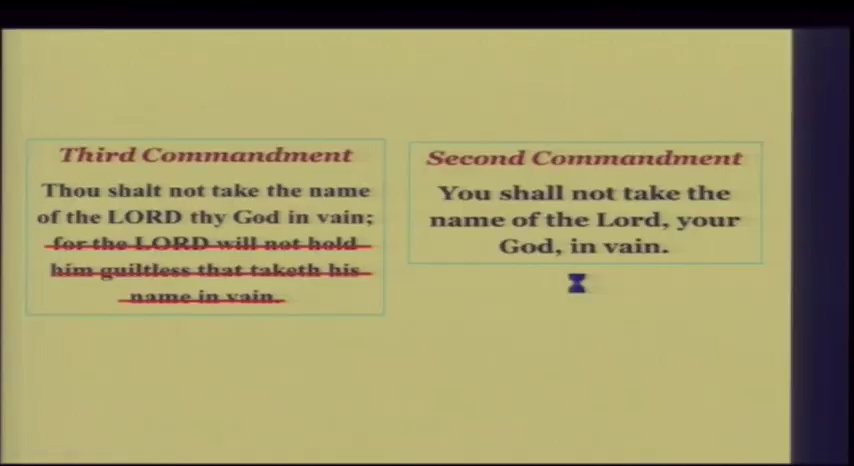 Third Commandment
Thou shalt not take the name
of the LORD thy God in vain;
for the LORD will not hold
him guiltless that taketh his
name in vain.
Second Commandment
You shall not take the
name of the Lord, your
God, in vain.